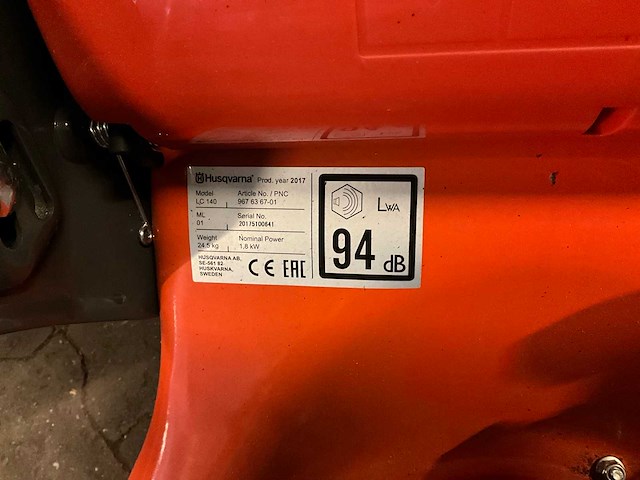 Husqvarna® Prod. year 2017
Model Article No. / PNC
LC 140 967 63 67-01
ML Serial No.
01 20175100641
Weight Nominal Power
24,5 kg 1,8 kW
HUSQVARNA AB,
SE-561 82
HUSKVARNA,
SWEDEN
CE EAC
LWA
94 dB